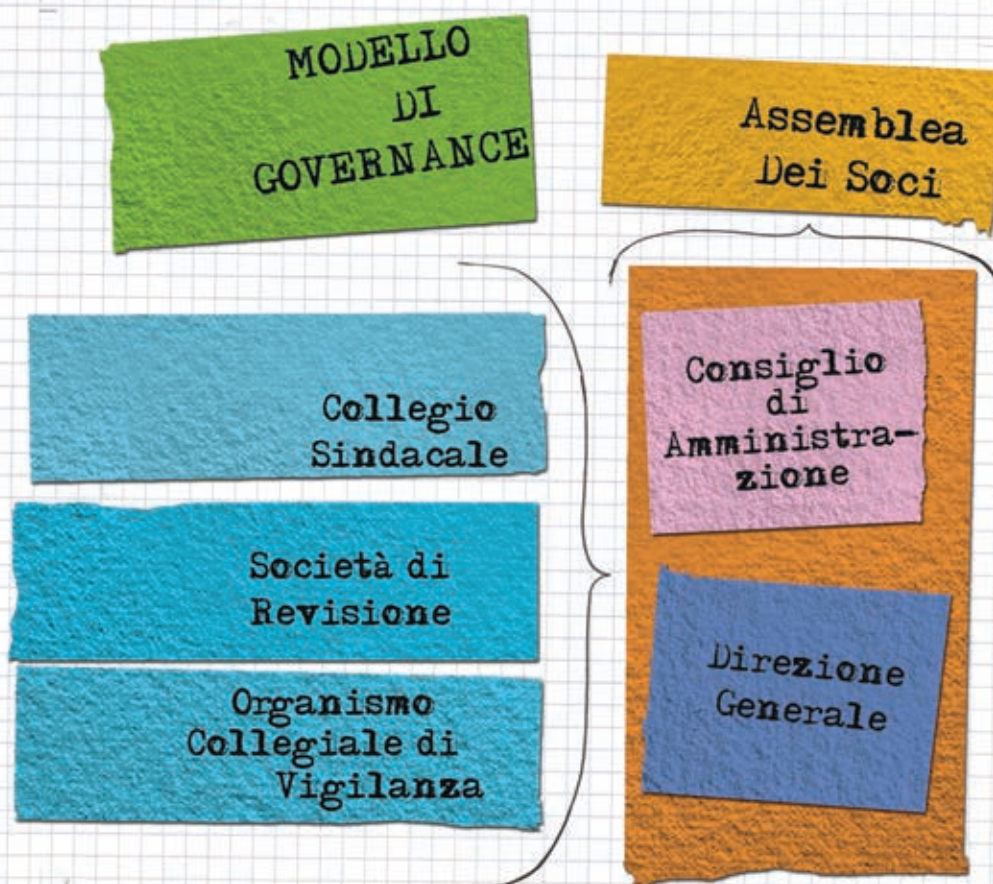 MODELLO
DI
GOVERNANCE
Assemblea
Dei Soci
Collegio
Sindacale
Società di
Revisione
Organismo
Collegiale di
Vigilanza
Consiglio
di
Amministra-
zione
Direzione
Generale